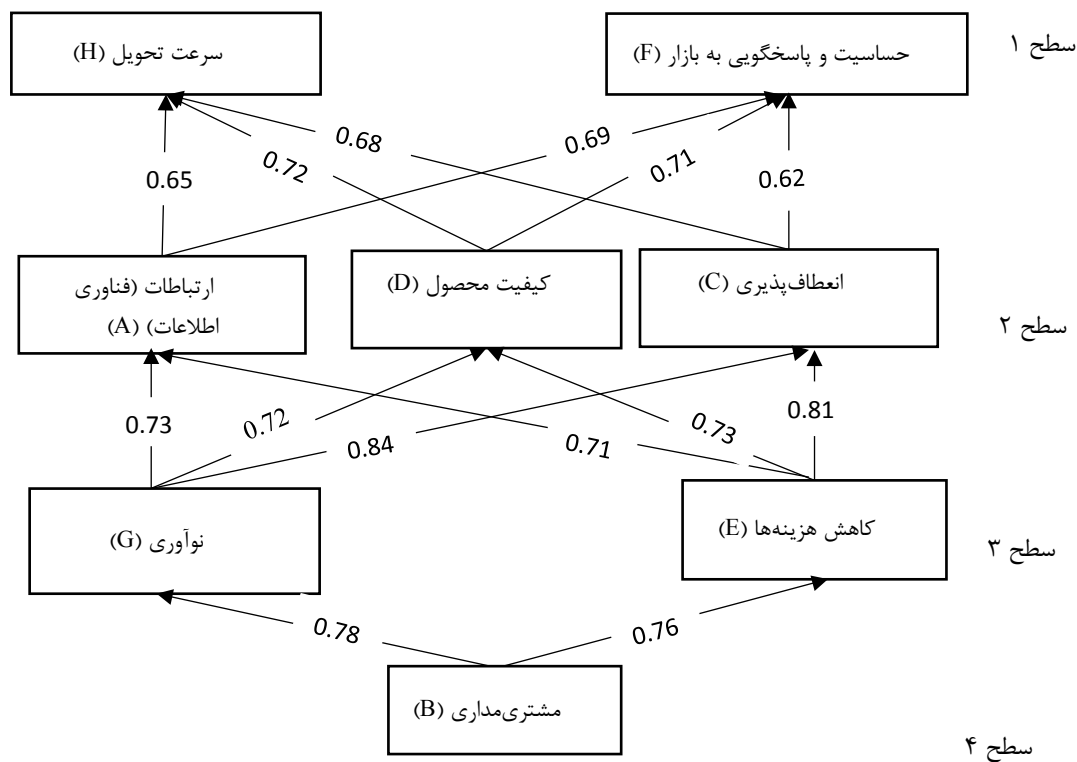 سرعت تحویل (H)
حساسیت و پاسخگویی به بازار (F)
سطح ۱
0.68
0.69
0.72
0.71
0.65
0.62
ارتباطات (فناوری
اطلاعات) (A)
کیفیت محصول (D)
انعطاف‌پذیری (C)
سطح ۲
0.73
0.72
0.84
0.71
0.73
0.81
نوآوری (G)
کاهش هزینه‌ها (E)
سطح ۳
0.78
0.76
مشتری‌مداری (B)
سطح ۴